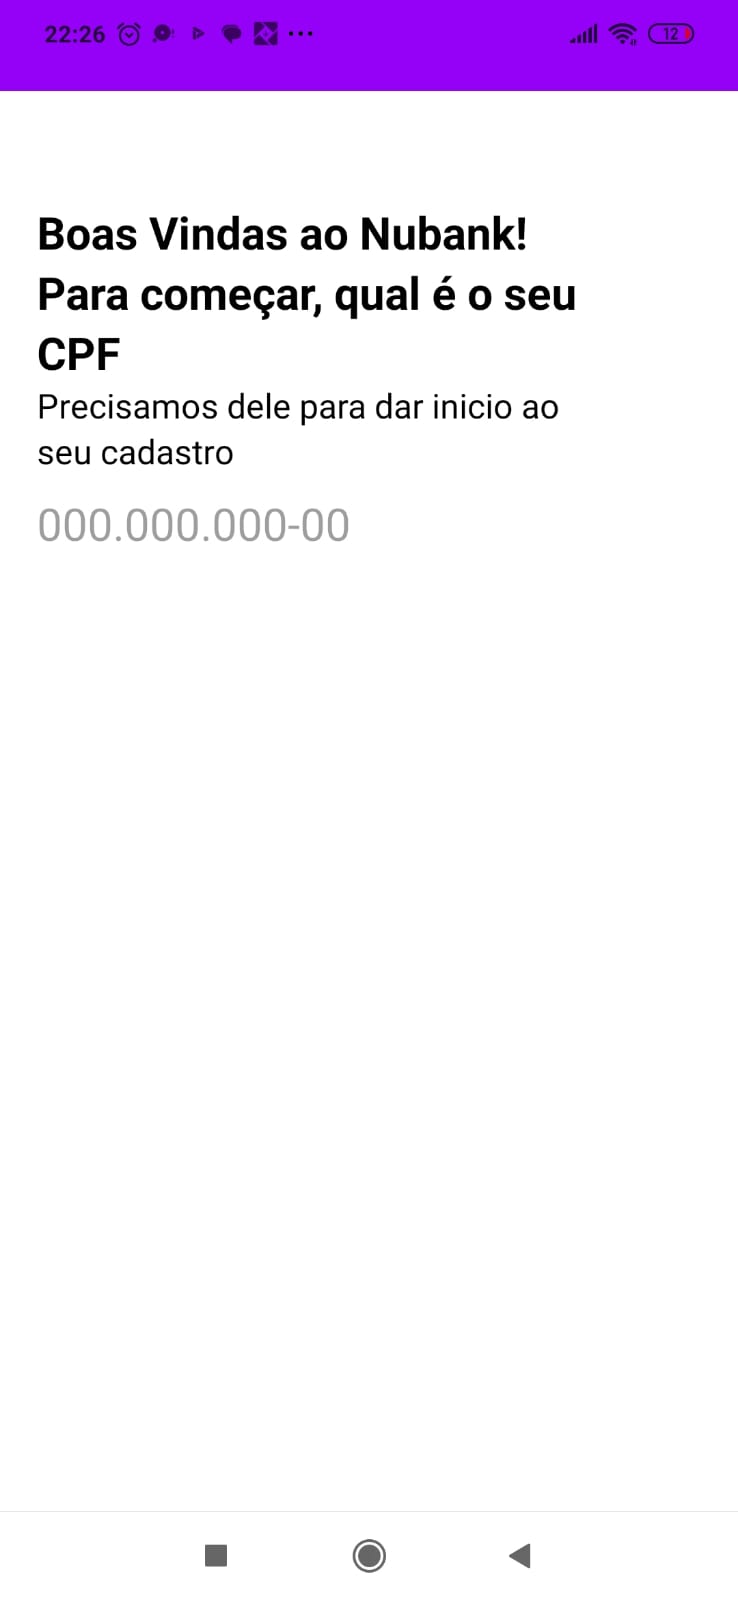 22:26
12
Boas Vindas ao Nubank!
Para começar, qual é o seu
CPF
Precisamos dele para dar inicio ao
seu cadastro
000.000.000-00